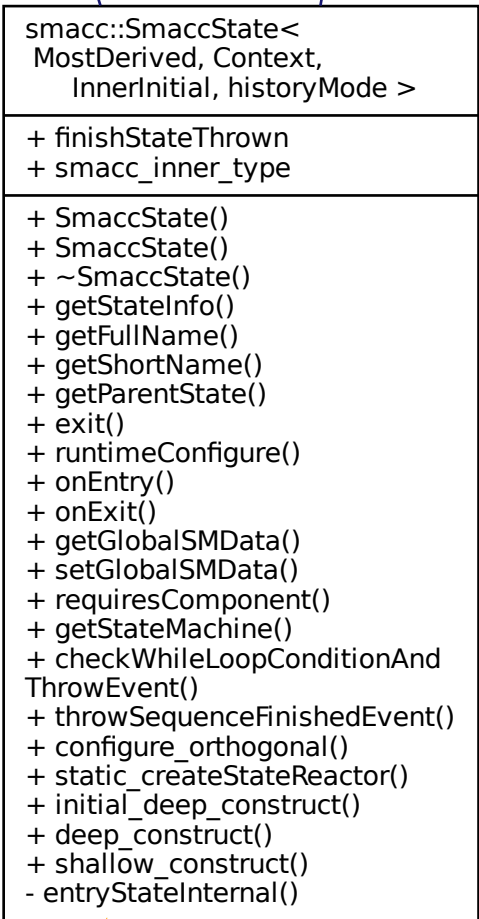 smacc::SmaccState<
MostDerived, Context,
InnerInitial, historyMode >
+ finishStateThrown
+ smacc_inner_type
+ SmaccState()
+ SmaccState()
+ ~SmaccState()
+ getStateInfo()
+ getFullName()
+ getShortName()
+ getParentState()
+ exit()
+ runtimeConfigure()
+ onEntry()
+ onExit()
+ getGlobalSMData()
+ setGlobalSMData()
+ requiresComponent()
+ getStateMachine()
+ checkWhileLoopConditionAnd
ThrowEvent()
+ throwSequenceFinishedEvent()
+ configure_orthogonal()
+ static_createStateReactor()
+ initial_deep_construct()
+ deep_construct()
+ shallow_construct()
- entryStateInternal()